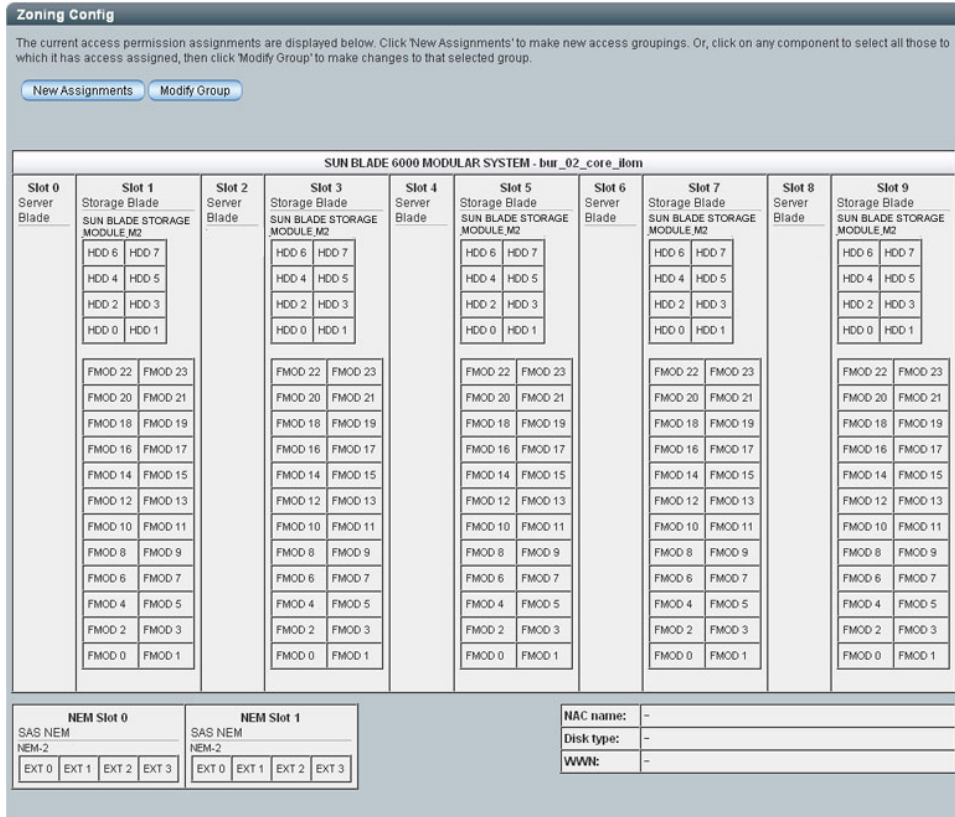 Zoning Config
The current access permission assignments are displayed below. Click 'New Assignments' to make new access groupings. Or, click on any component to select all those to
which it has access assigned, then click 'Modify Group' to make changes to that selected group.
New Assignments Modify Group
SUN BLADE 6000 MODULAR SYSTEM - bur_02_core_ilom
Slot 0 Slot 1 Slot 2 Slot 3 Slot 4 Slot 5 Slot 6 Slot 7 Slot 8 Slot 9
Server Storage Blade Server Storage Blade Server Storage Blade Server Storage Blade Server Storage Blade
Blade SUN BLADE STORAGE Blade SUN BLADE STORAGE Blade SUN BLADE STORAGE Blade SUN BLADE STORAGE Blade SUN BLADE STORAGE
MODULE_M2 MODULE_M2 MODULE_M2 MODULE_M2 MODULE_M2
HDD 6 HDD 7 HDD 6 HDD 7 HDD 6 HDD 7 HDD 6 HDD 7 HDD 6 HDD 7
HDD 4 HDD 5 HDD 4 HDD 5 HDD 4 HDD 5 HDD 4 HDD 5 HDD 4 HDD 5
HDD 2 HDD 3 HDD 2 HDD 3 HDD 2 HDD 3 HDD 2 HDD 3 HDD 2 HDD 3
HDD 0 HDD 1 HDD 0 HDD 1 HDD 0 HDD 1 HDD 0 HDD 1 HDD 0 HDD 1
FMOD 22 FMOD 23 FMOD 22 FMOD 23 FMOD 22 FMOD 23 FMOD 22 FMOD 23 FMOD 22 FMOD 23
FMOD 20 FMOD 21 FMOD 20 FMOD 21 FMOD 20 FMOD 21 FMOD 20 FMOD 21 FMOD 20 FMOD 21
FMOD 18 FMOD 19 FMOD 18 FMOD 19 FMOD 18 FMOD 19 FMOD 18 FMOD 19 FMOD 18 FMOD 19
FMOD 16 FMOD 17 FMOD 16 FMOD 17 FMOD 16 FMOD 17 FMOD 16 FMOD 17 FMOD 16 FMOD 17
FMOD 14 FMOD 15 FMOD 14 FMOD 15 FMOD 14 FMOD 15 FMOD 14 FMOD 15 FMOD 14 FMOD 15
FMOD 12 FMOD 13 FMOD 12 FMOD 13 FMOD 12 FMOD 13 FMOD 12 FMOD 13 FMOD 12 FMOD 13
FMOD 10 FMOD 11 FMOD 10 FMOD 11 FMOD 10 FMOD 11 FMOD 10 FMOD 11 FMOD 10 FMOD 11
FMOD 8 FMOD 9 FMOD 8 FMOD 9 FMOD 8 FMOD 9 FMOD 8 FMOD 9 FMOD 8 FMOD 9
FMOD 6 FMOD 7 FMOD 6 FMOD 7 FMOD 6 FMOD 7 FMOD 6 FMOD 7 FMOD 6 FMOD 7
FMOD 4 FMOD 5 FMOD 4 FMOD 5 FMOD 4 FMOD 5 FMOD 4 FMOD 5 FMOD 4 FMOD 5
FMOD 2 FMOD 3 FMOD 2 FMOD 3 FMOD 2 FMOD 3 FMOD 2 FMOD 3 FMOD 2 FMOD 3
FMOD 0 FMOD 1 FMOD 0 FMOD 1 FMOD 0 FMOD 1 FMOD 0 FMOD 1 FMOD 0 FMOD 1
NEM Slot 0 NEM Slot 1
SAS NEM SAS NEM
NEM-2 NEM-2
EXT 0 EXT 1 EXT 2 EXT 3 EXT 0 EXT 1 EXT 2 EXT 3
NAC name: -
Disk type: -
WWN: -